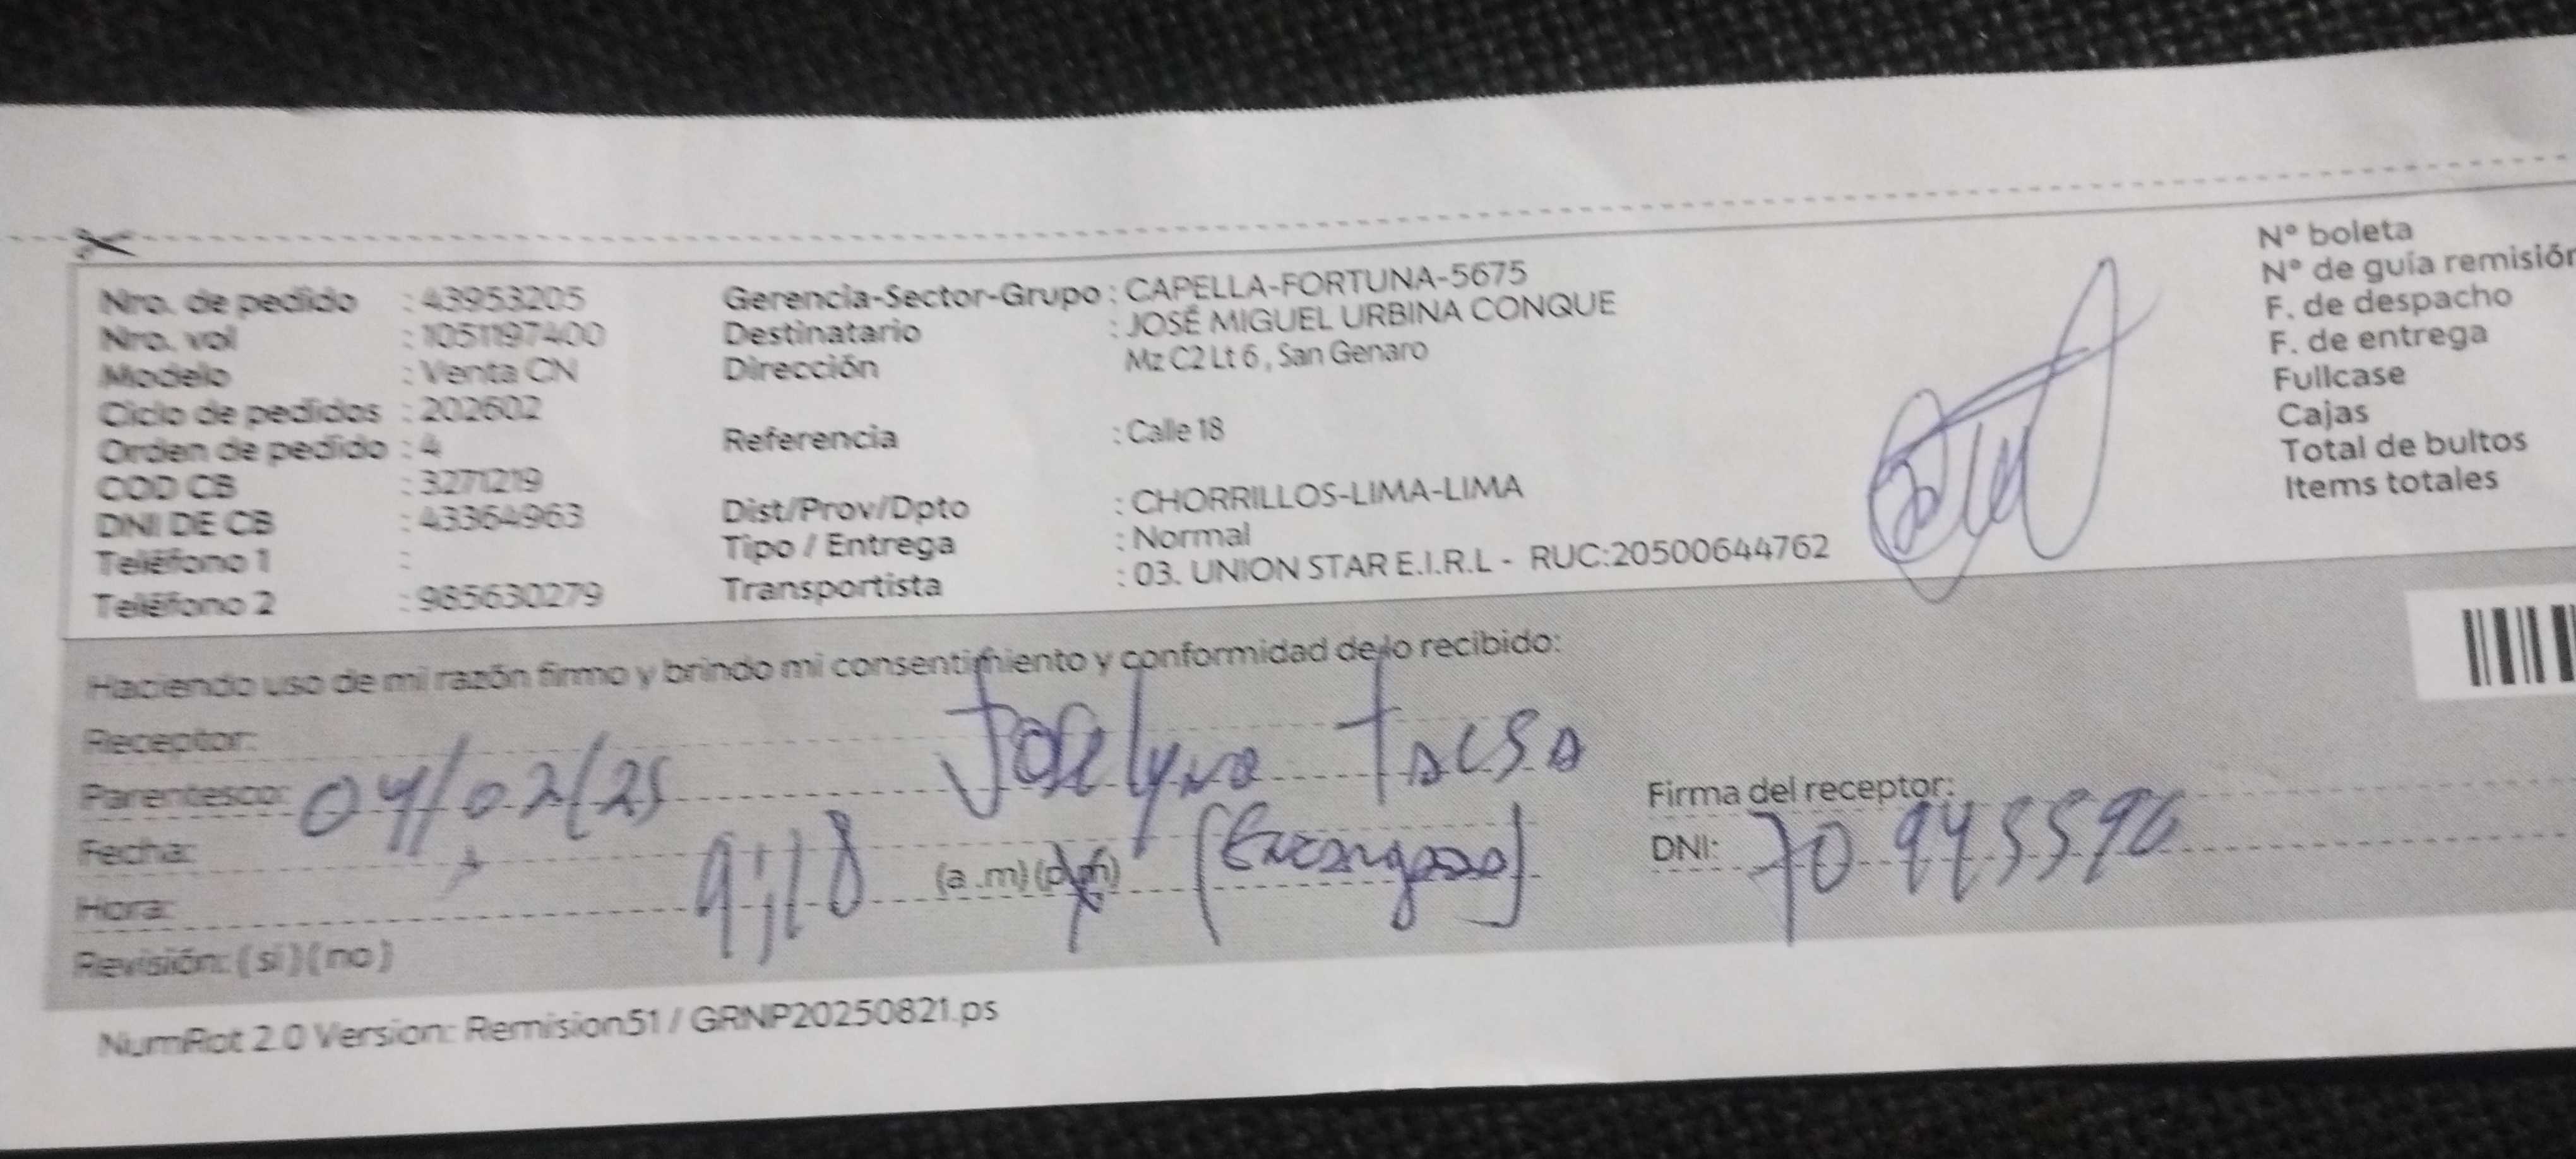 Nro. de pedido : 43953205
Nro. vol : 1051197400
Modelo : Venta CN
Ciclo de pedidos : 202602
Orden de pedido : 4
COD CB : 3271219
DNI DE CB : 43364963
Teléfono 1 :
Teléfono 2 : 985630279
Gerencia-Sector-Grupo : CAPELLA-FORTUNA-5675
Destinatario : JOSÉ MIGUEL URBINA CONQUE
Dirección Mz C2 Lt 6 , San Genaro
Referencia : Calle 18
Dist/Prov/Dpto : CHORRILLOS-LIMA-LIMA
Tipo / Entrega : Normal
Transportista : 03. UNION STAR E.I.R.L - RUC:20500644762
N° boleta
N° de guía remisión
F. de despacho
F. de entrega
Fullcase
Cajas
Total de bultos
Items totales
Haciendo uso de mi razón firmo y brindo mi consentimiento y conformidad de lo recibido:
Receptor: Joselyne Tacsa
Parentesco: 04/02/25
Fecha:
Hora: 9:18 (a .m) (p.m)
Revisión: ( si ) ( no )
Firma del receptor:
DNI: 70945596
NumRot 2.0 Version: Remision51 / GRNP20250821.ps